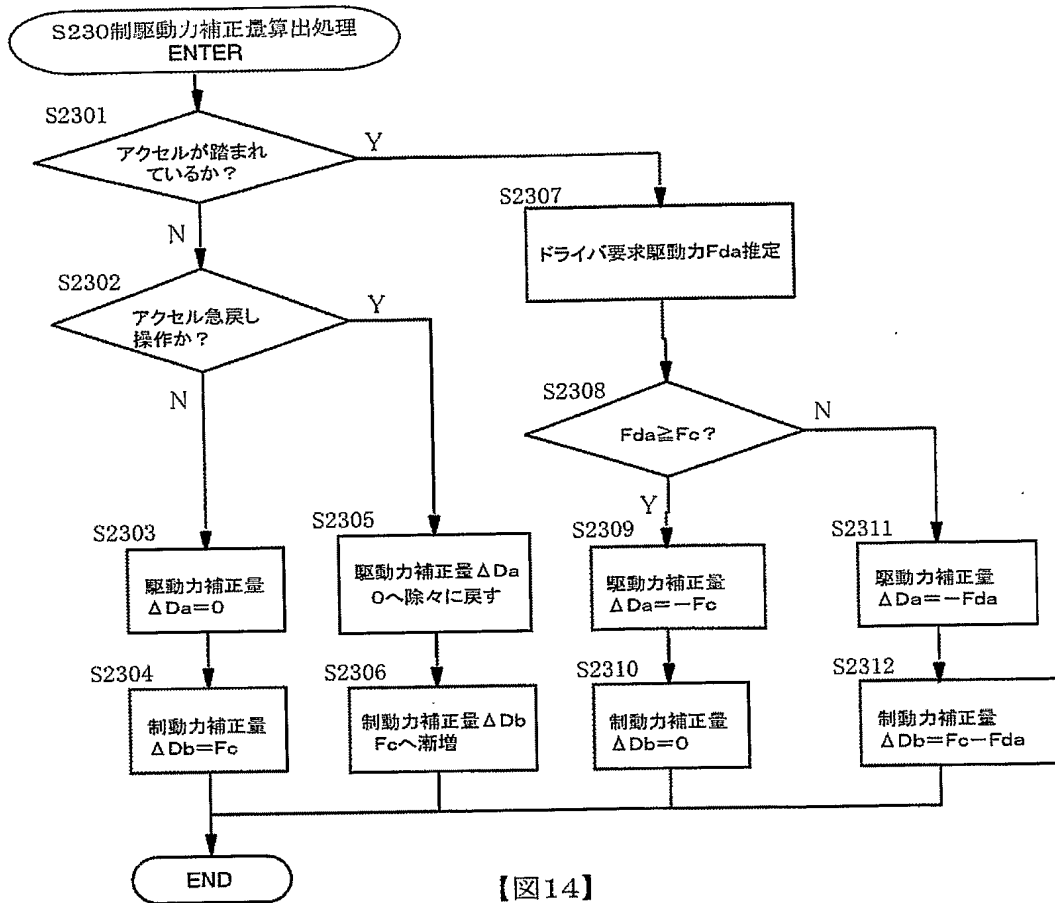 S230制駆動力補正量算出処理
ENTER
S2301
アクセルが踏まれ
ているか？
Y
N
S2302
アクセル急戻し
操作か？
Y
N
S2303
駆動力補正量
ΔDa=0
S2304
制動力補正量
ΔDb=Fc
S2305
駆動力補正量ΔDa
0へ除々に戻す
S2306
制動力補正量ΔDb
Fcへ漸増
S2307
ドライバ要求駆動力Fda推定
S2308
Fda≧Fc？
N
Y
S2309
駆動力補正量
ΔDa=−Fc
S2310
制動力補正量
ΔDb=0
S2311
駆動力補正量
ΔDa=−Fda
S2312
制動力補正量
ΔDb=Fc−Fda
END
【図14】